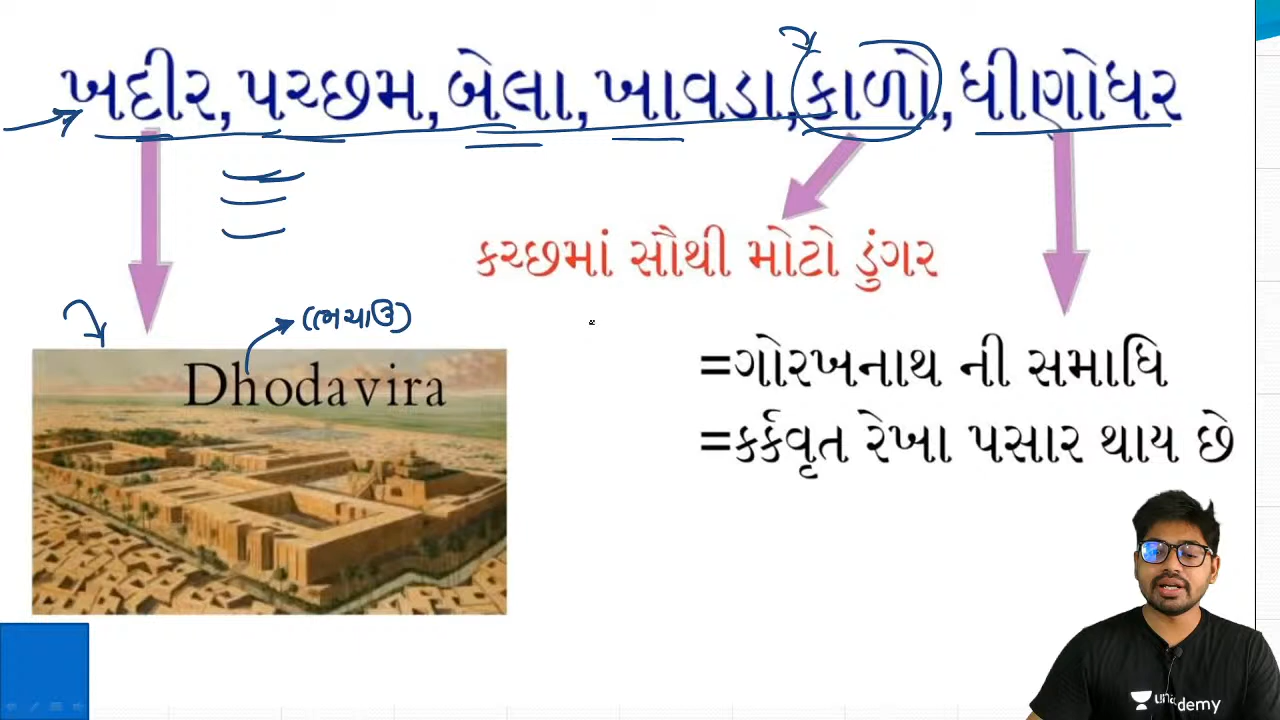 ખદીર, પચ્છમ, બેલા, ખાવડા, કાળો, ધીણોધર
કચ્છમાં સૌથી મોટો ડુંગર
(ભચાઉ)
Dhodavira
=ગોરખનાથ ની સમાધિ
=કર્કવૃત રેખા પસાર થાય છે
unacademy